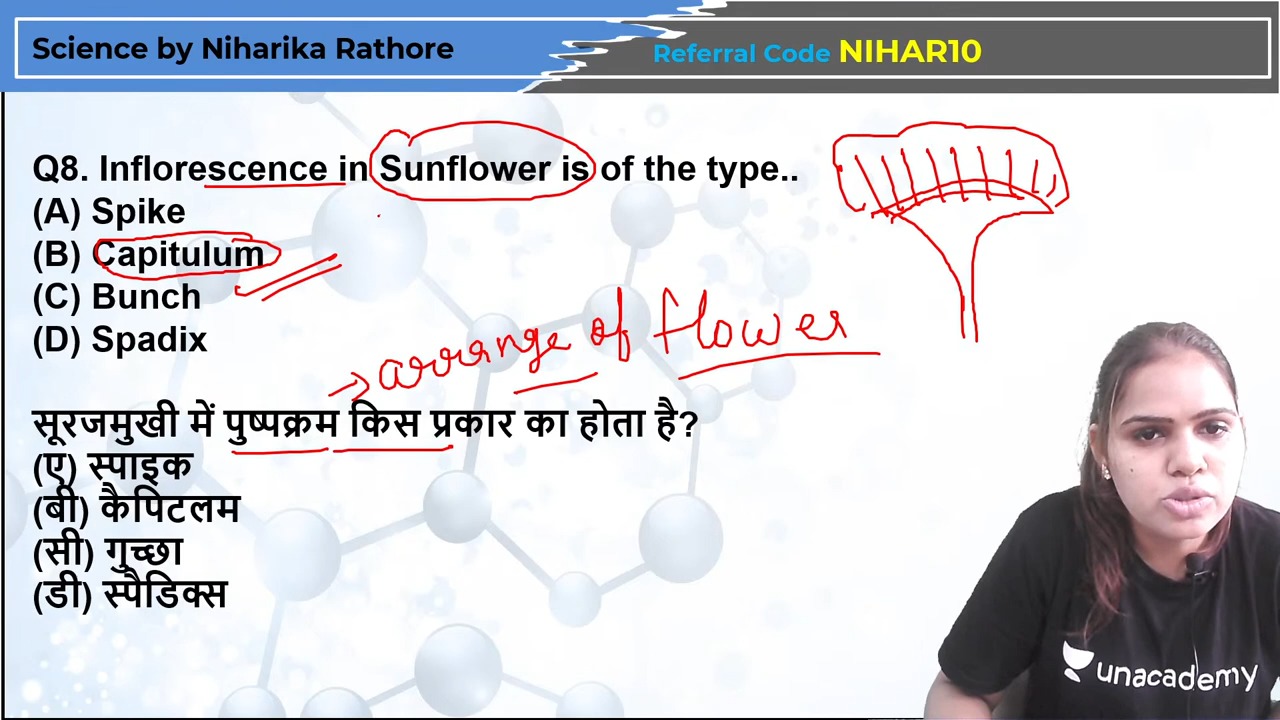 Science by Niharika Rathore
Referral Code NIHAR10
Q8. Inflorescence in Sunflower is of the type..
(A) Spike
(B) Capitulum
(C) Bunch
(D) Spadix
→ arrange of flower
सूरजमुखी में पुष्पक्रम किस प्रकार का होता है?
(ए) स्पाइक
(बी) कैपिटलम
(सी) गुच्छा
(डी) स्पैडिक्स
unacademy